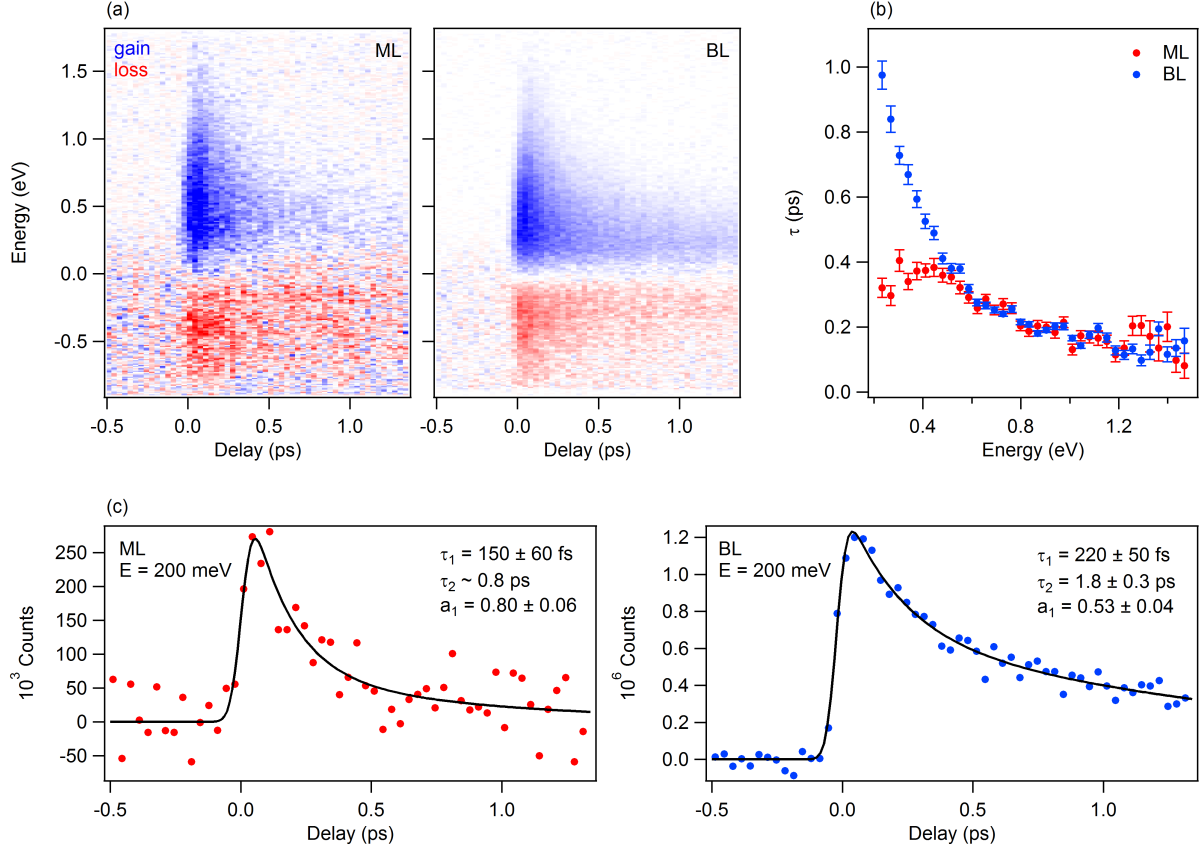 (a)
gain
loss
ML
BL
1.5
1.0
0.5
0.0
-0.5
Energy (eV)
-0.5 0.0 0.5 1.0
Delay (ps)
-0.5 0.0 0.5 1.0
Delay (ps)
(b)
ML
BL
1.0
0.8
0.6
0.4
0.2
0.0
τ (ps)
0.4 0.8 1.2
Energy (eV)
(c)
ML
E = 200 meV
τ₁ = 150 ± 60 fs
τ₂ ~ 0.8 ps
a₁ = 0.80 ± 0.06
250
200
150
100
50
0
-50
10³ Counts
-0.5 0.0 0.5 1.0
Delay (ps)
BL
E = 200 meV
τ₁ = 220 ± 50 fs
τ₂ = 1.8 ± 0.3 ps
a₁ = 0.53 ± 0.04
1.2
1.0
0.8
0.6
0.4
0.2
0.0
10⁶ Counts
-0.5 0.0 0.5 1.0
Delay (ps)